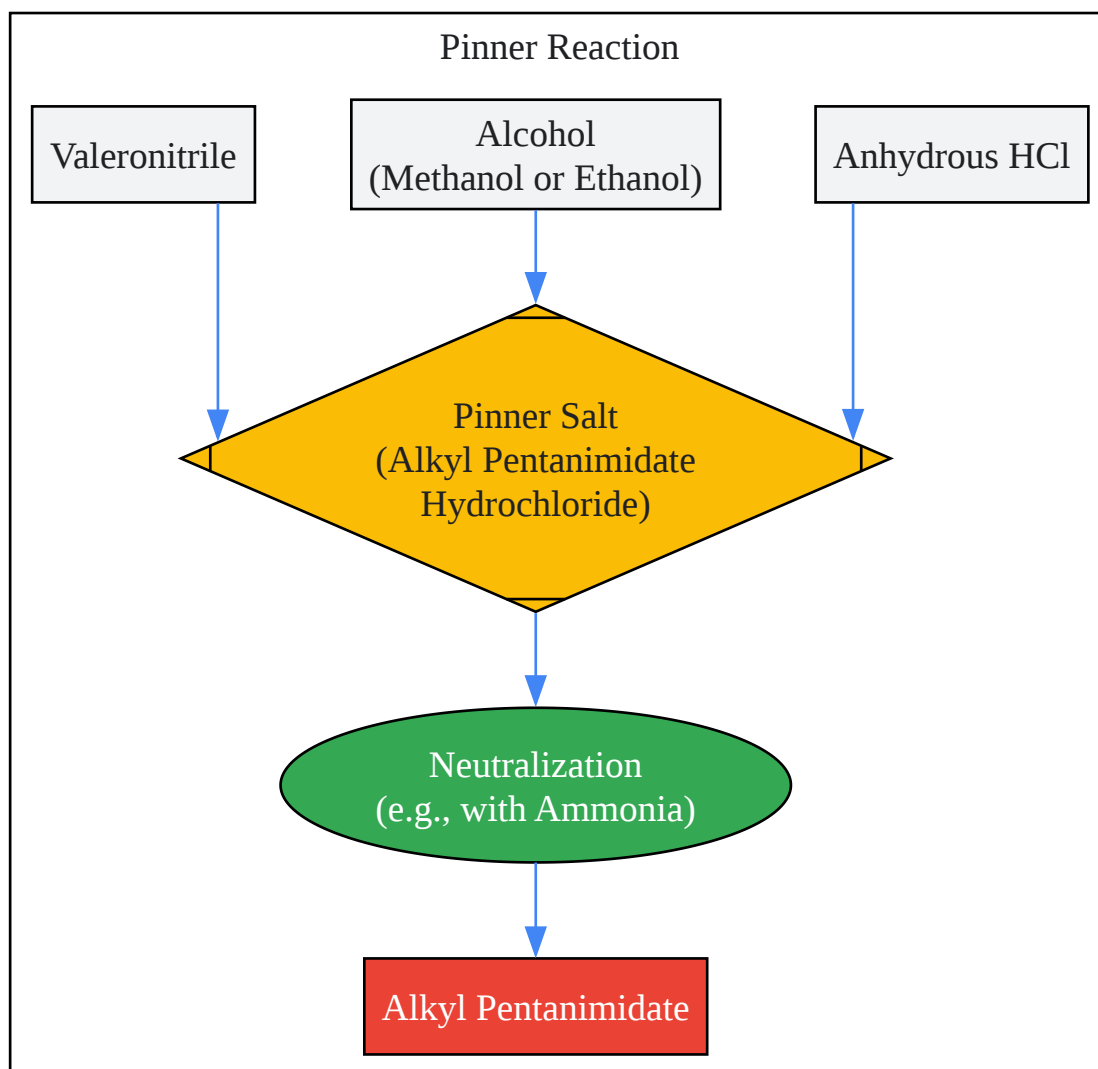 Pinner Reaction
Valeronitrile
Alcohol
(Methanol or Ethanol)
Anhydrous HCl
Pinner Salt
(Alkyl Pentanimidate
Hydrochloride)
Neutralization
(e.g., with Ammonia)
Alkyl Pentanimidate